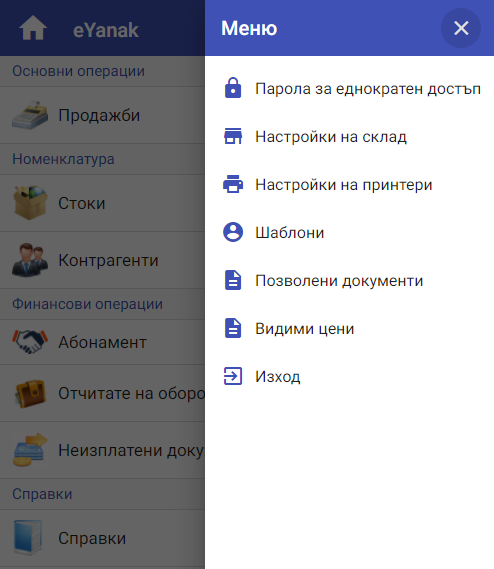 eYanak
Основни операции
Продажби
Номенклатура
Стоки
Контрагенти
Финансови операции
Абонамент
Отчитате на оборо
Неизплатени доку
Справки
Справки
Меню
Парола за еднократен достъп
Настройки на склад
Настройки на принтери
Шаблони
Позволени документи
Видими цени
Изход